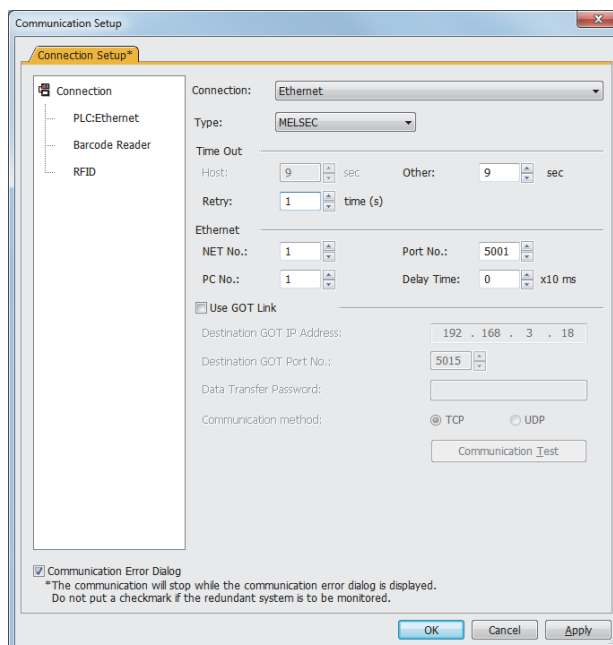 Communication Setup
Connection Setup*
Connection
PLC:Ethernet
Barcode Reader
RFID
Connection: Ethernet
Type: MELSEC
Time Out
Host: 9 sec Other: 9 sec
Retry: 1 time (s)
Ethernet
NET No.: 1 Port No.: 5001
PC No.: 1 Delay Time: 0 x10 ms
Use GOT Link
Destination GOT IP Address: 192 . 168 . 3 . 18
Destination GOT Port No.: 5015
Data Transfer Password:
Communication method: TCP UDP
Communication Test
Communication Error Dialog
*The communication will stop while the communication error dialog is displayed.
Do not put a checkmark if the redundant system is to be monitored.
OK Cancel Apply